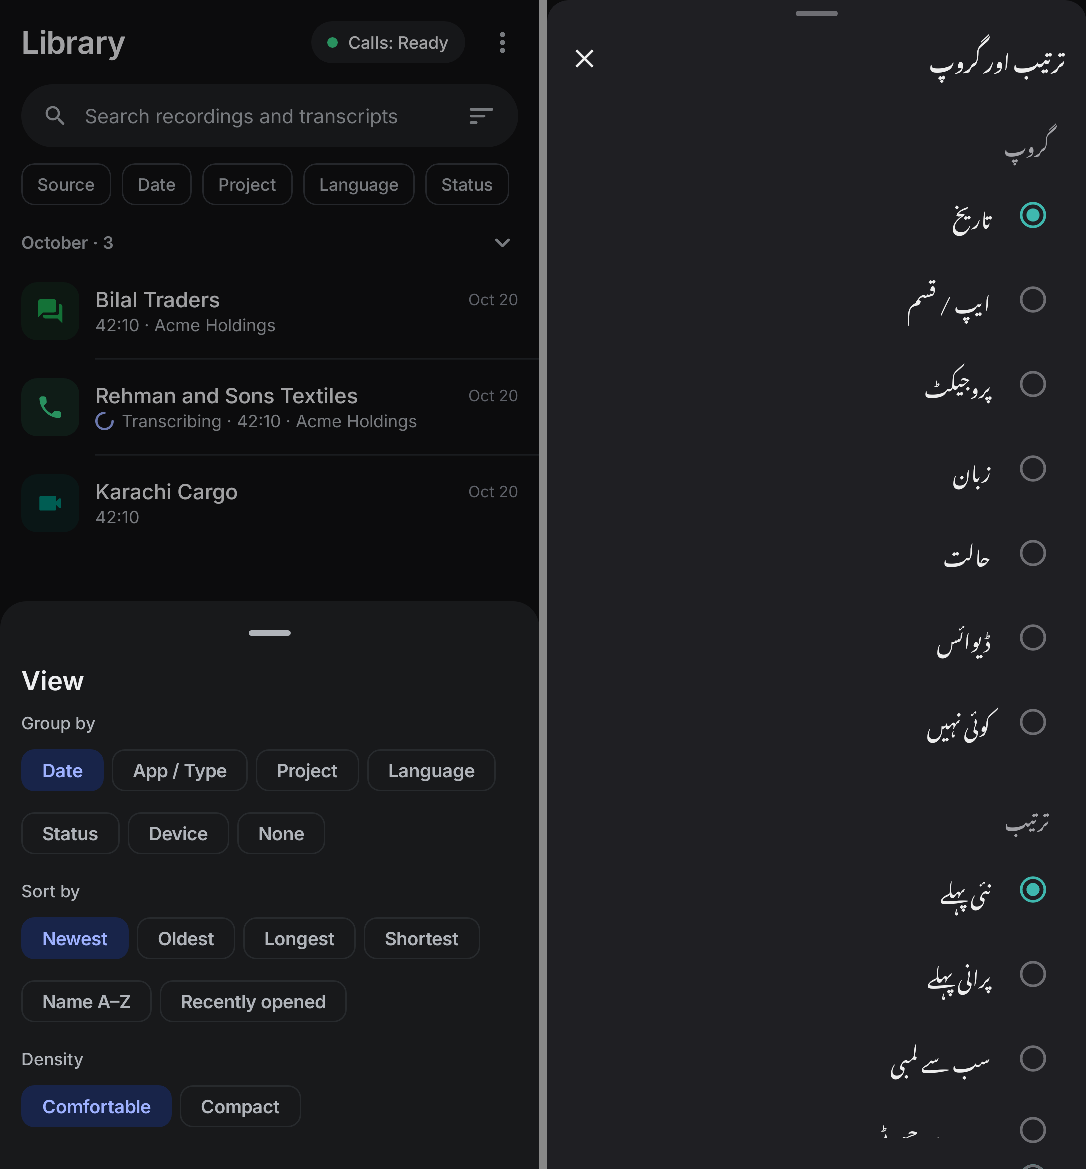 Library
Calls: Ready
Search recordings and transcripts
Source Date Project Language Status
October · 3
Bilal Traders Oct 20
42:10 · Acme Holdings
Rehman and Sons Textiles Oct 20
Transcribing · 42:10 · Acme Holdings
Karachi Cargo Oct 20
42:10
View
Group by
Date App / Type Project Language
Status Device None
Sort by
Newest Oldest Longest Shortest
Name A–Z Recently opened
Density
Comfortable Compact
ترتیب اور گروپ
گروپ
تاریخ
ایپ / قسم
پروجیکٹ
زبان
حالت
ڈیوائس
کوئی نہیں
ترتیب
نئی پہلے
پرانی پہلے
سب سے لمبی